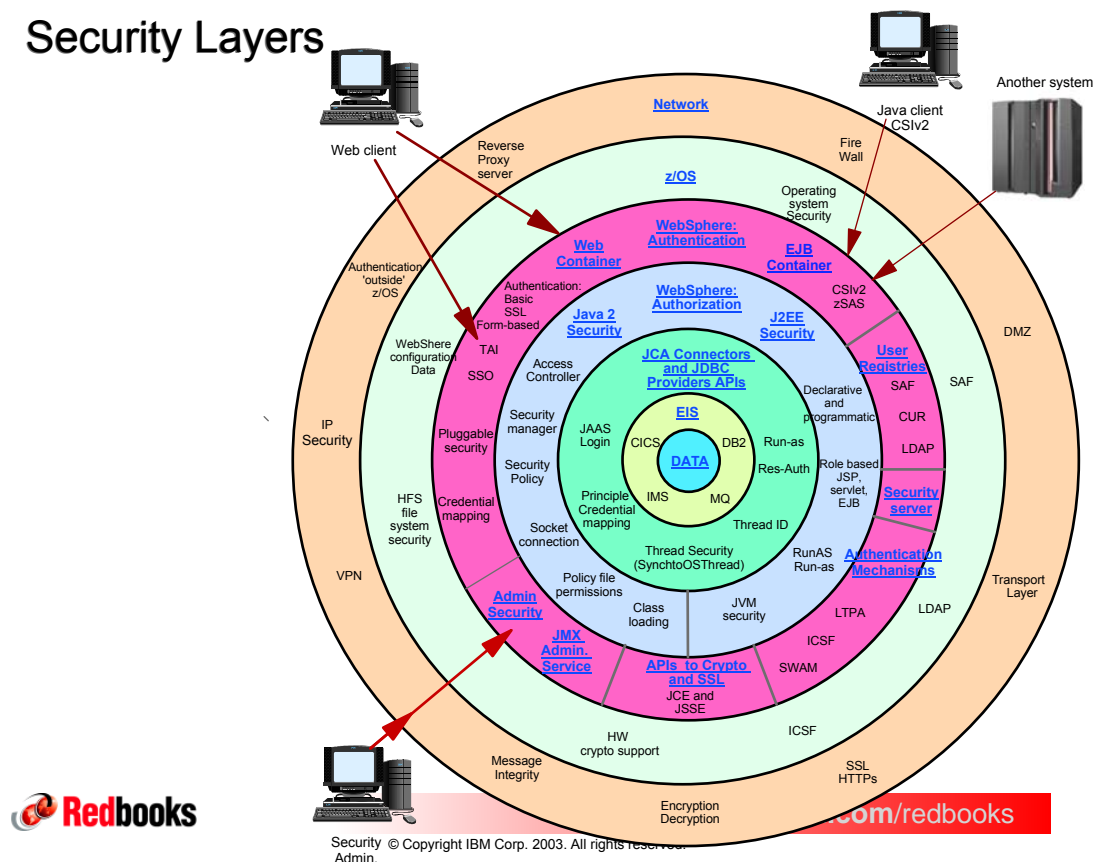 Security Layers
Another system
Network
Java client
CSIv2
Web client
Reverse
Proxy
server
Fire
Wall
z/OS
Operating
system
Security
WebSphere:
Authentication
Web
Container
EJB
Container
Authentication
'outside'
z/OS
Authentication:
Basic
SSL
Form-based
WebSphere:
Authorization
CSIv2
zSAS
Java 2
Security
J2EE
Security
DMZ
WebShere
configuration
Data
TAI
SSO
Access
Controller
JCA Connectors
and JDBC
Providers APIs
User
Registries
SAF
SAF
CUR
LDAP
Declarative
and
programmatic
EIS
IP
Security
Security
manager
JAAS
Login
CICS
DB2
Run-as
Pluggable
security
Security
Policy
DATA
Res-Auth
Role based
JSP,
servlet,
EJB
Security
server
IMS
MQ
HFS
file
system
security
Credential
mapping
Principle
Credential
mapping
Thread ID
Socket
connection
Thread Security
(SynchtoOSThread)
RunAS
Run-as
Authentication
Mechanisms
VPN
Policy file
permissions
Transport
Layer
Admin
Security
Class
loading
JVM
security
LTPA
LDAP
JMX
Admin.
Service
ICSF
APIs to Crypto
and SSL
SWAM
JCE and
JSSE
HW
crypto support
ICSF
Message
Integrity
SSL
HTTPs
Encryption
Decryption
Redbooks
.com/redbooks
Security
Admin.
© Copyright IBM Corp. 2003. All rights reserved.